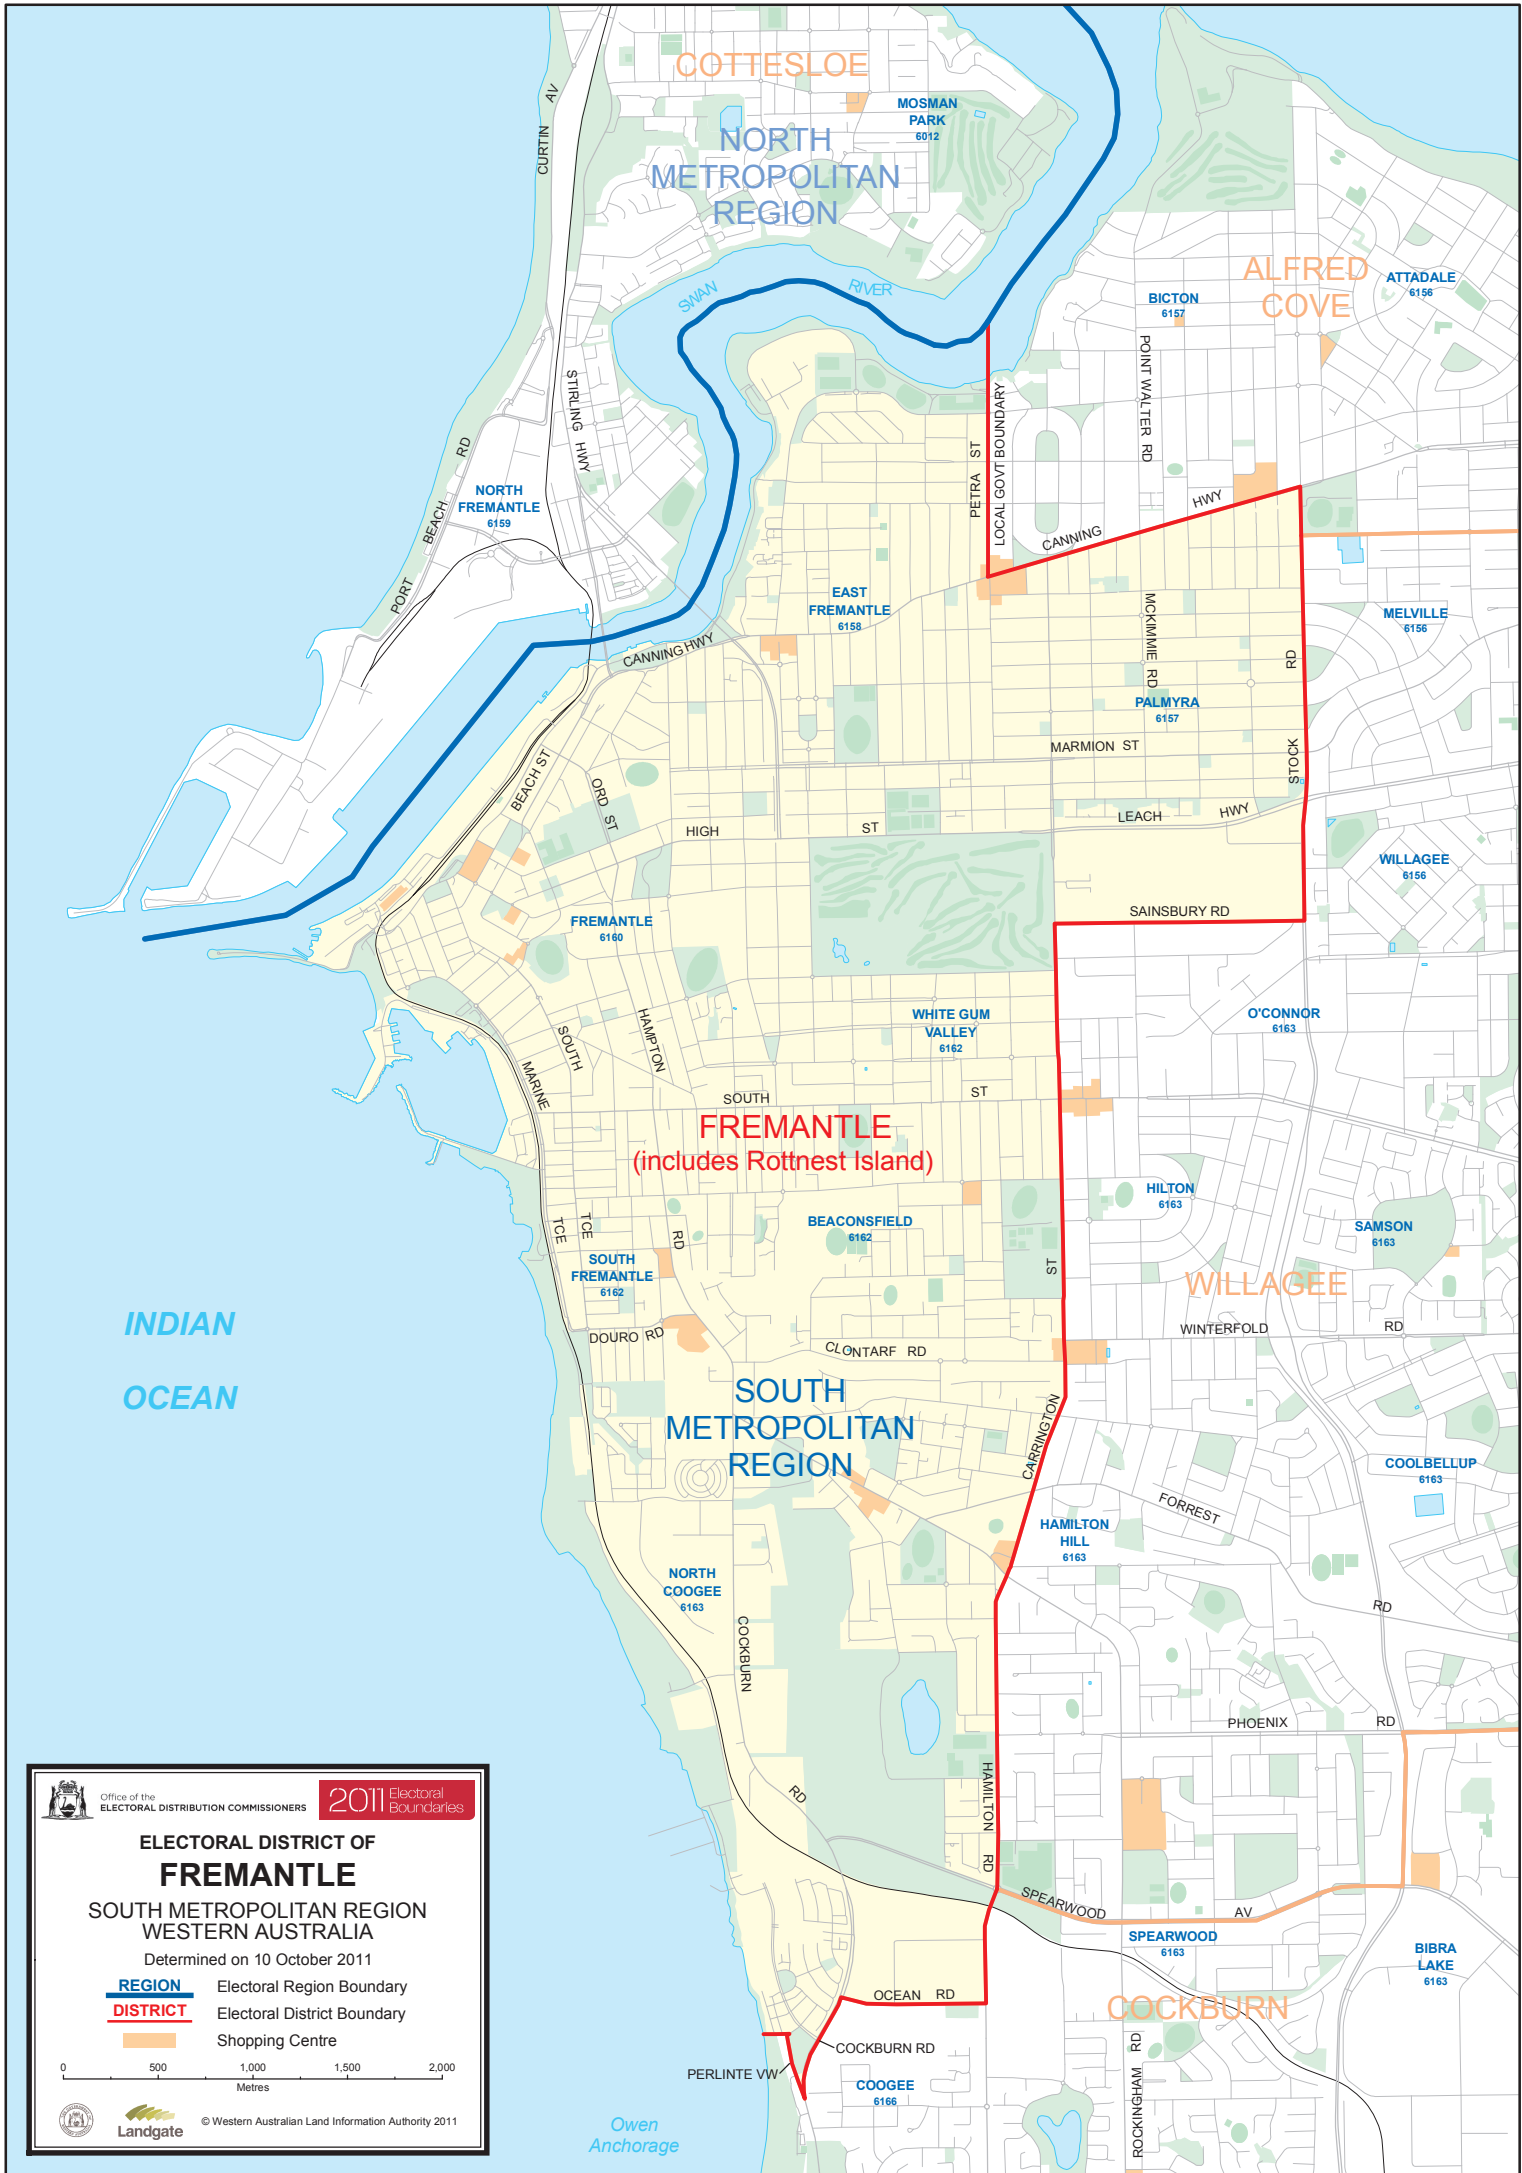 COTTESLOE
MOSMAN
PARK
6012
NORTH
METROPOLITAN
REGION
CURTIN AV
SWAN RIVER
ALFRED
COVE
ATTADALE
6156
BICTON
6157
POINT WALTER RD
STIRLING HWY
PORT BEACH RD
NORTH
FREMANTLE
6159
PETRA ST
LOCAL GOVT BOUNDARY
CANNING HWY
EAST
FREMANTLE
6158
CANNING HWY
MCKIMMIE RD
MELVILLE
6156
PALMYRA
6157
STOCK RD
MARMION ST
BEACH ST
ORD ST
HIGH ST
LEACH HWY
WILLAGEE
6156
SAINSBURY RD
FREMANTLE
6160
WHITE GUM
VALLEY
6162
O'CONNOR
6163
SOUTH TCE
HAMPTON RD
MARINE TCE
SOUTH ST
FREMANTLE
(includes Rottnest Island)
HILTON
6163
SAMSON
6163
BEACONSFIELD
6162
SOUTH
FREMANTLE
6162
WILLAGEE
WINTERFOLD RD
DOURO RD
CLONTARF RD
INDIAN
OCEAN
SOUTH
METROPOLITAN
REGION
CARRINGTON ST
COOLBELLUP
6163
FORREST RD
HAMILTON
HILL
6163
NORTH
COOGEE
6163
COCKBURN RD
PHOENIX RD
HAMILTON RD
SPEARWOOD AV
SPEARWOOD
6163
BIBRA
LAKE
6163
OCEAN RD
COCKBURN
COCKBURN RD
PERLINTE VW
COOGEE
6166
ROCKINGHAM RD
Owen
Anchorage
Office of the
ELECTORAL DISTRIBUTION COMMISSIONERS
2011 Electoral
Boundaries
ELECTORAL DISTRICT OF
FREMANTLE
SOUTH METROPOLITAN REGION
WESTERN AUSTRALIA
Determined on 10 October 2011
REGION Electoral Region Boundary
DISTRICT Electoral District Boundary
Shopping Centre
0 500 1,000 1,500 2,000
Metres
Landgate
© Western Australian Land Information Authority 2011